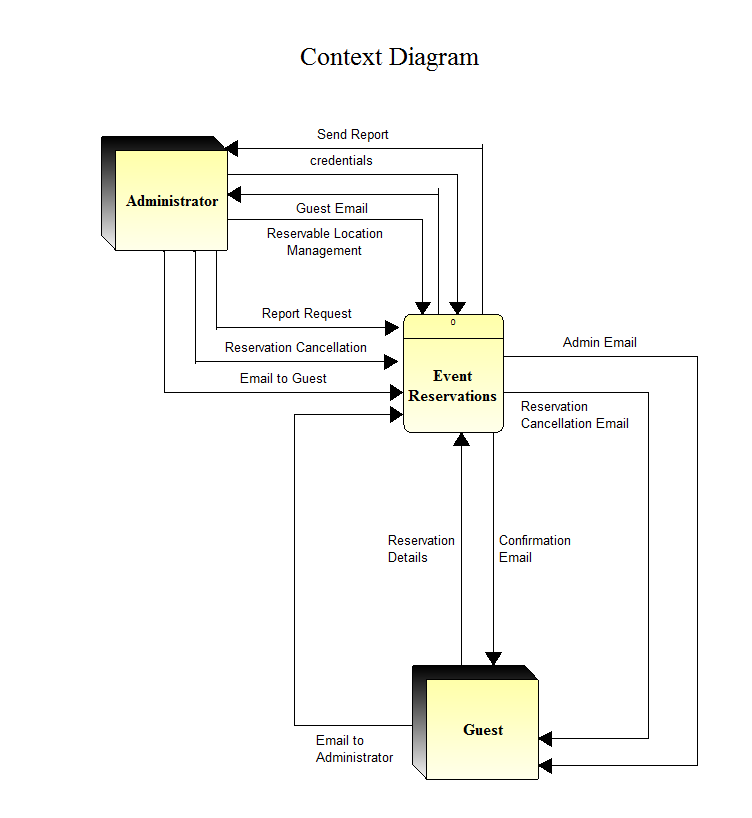 Context Diagram
Send Report
credentials
Administrator
Guest Email
Reservable Location
Management
Report Request
0
Reservation Cancellation
Admin Email
Email to Guest
Event
Reservations
Reservation
Cancellation Email
Reservation
Details
Confirmation
Email
Guest
Email to
Administrator